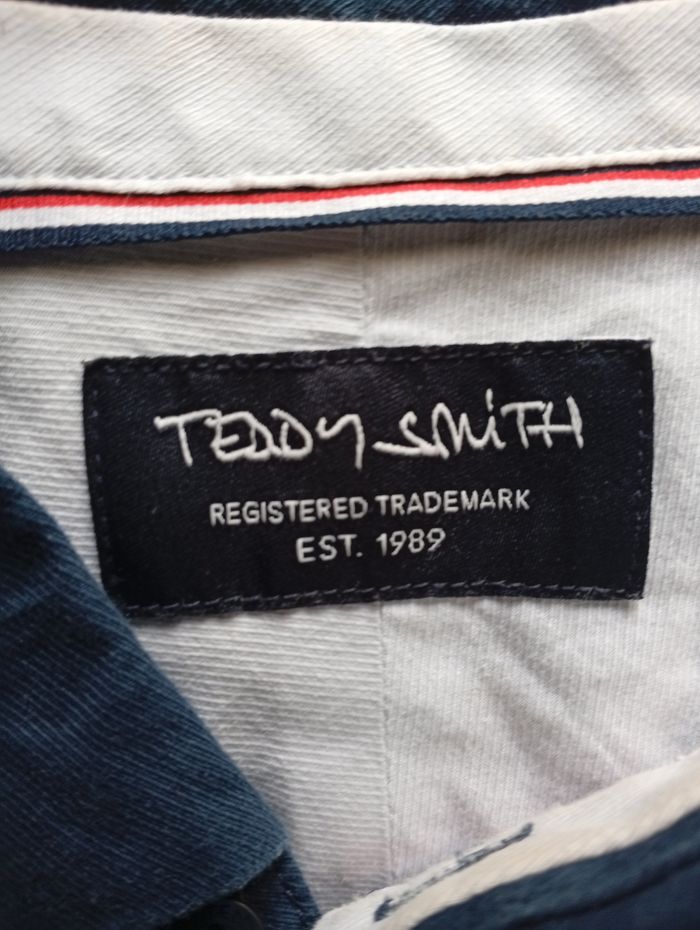 TEDDY SMITH
REGISTERED TRADEMARK
EST. 1989